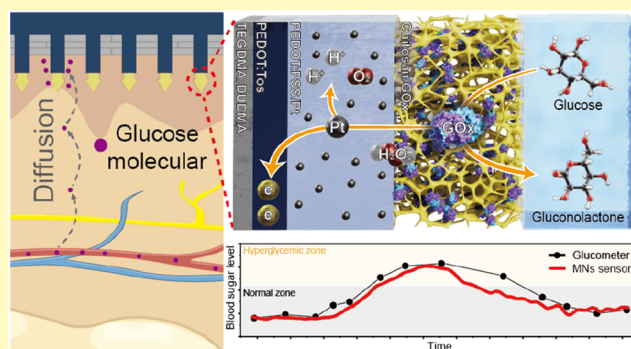 Diffusion
Glucose
molecular
TEGDMA DUDMA
PEDOT:Tos
PEDOT:PSS:Pt
Chitosan GOx
H+
H+
O2
Pt
GOx
H2O2
e-
e-
Glucose
Gluconolactone
Blood sugar level
Hyperglycemic zone
Normal zone
Glucometer
MNs sensor
Time